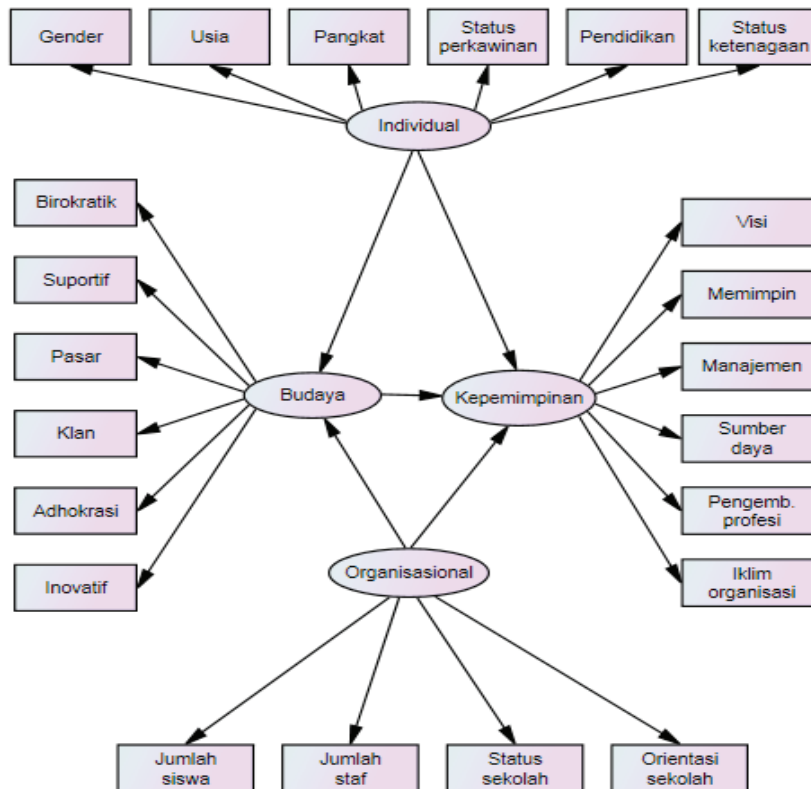 Gender
Usia
Pangkat
Status
perkawinan
Pendidikan
Status
ketenagaan
Individual
Birokratik
Suportif
Pasar
Klan
Adhokrasi
Inovatif
Budaya
Kepemimpinan
Visi
Memimpin
Manajemen
Sumber
daya
Pengemb.
profesi
Iklim
organisasi
Organisasional
Jumlah
siswa
Jumlah
staf
Status
sekolah
Orientasi
sekolah